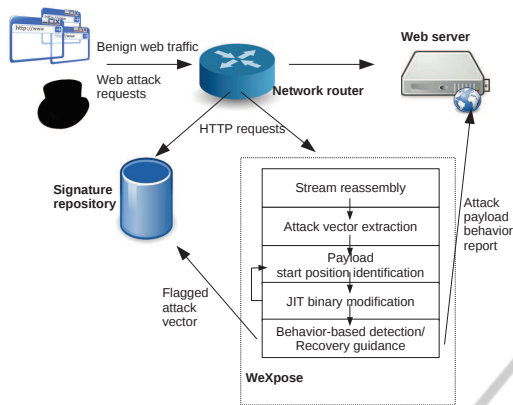 http://www
Benign web traffic
Web attack
requests
Network router
Web server
HTTP requests
Signature
repository
Stream reassembly
Attack vector extraction
Payload
start position identification
JIT binary modification
Behavior-based detection/
Recovery guidance
WeXpose
Flagged
attack
vector
Attack
payload
behavior
report